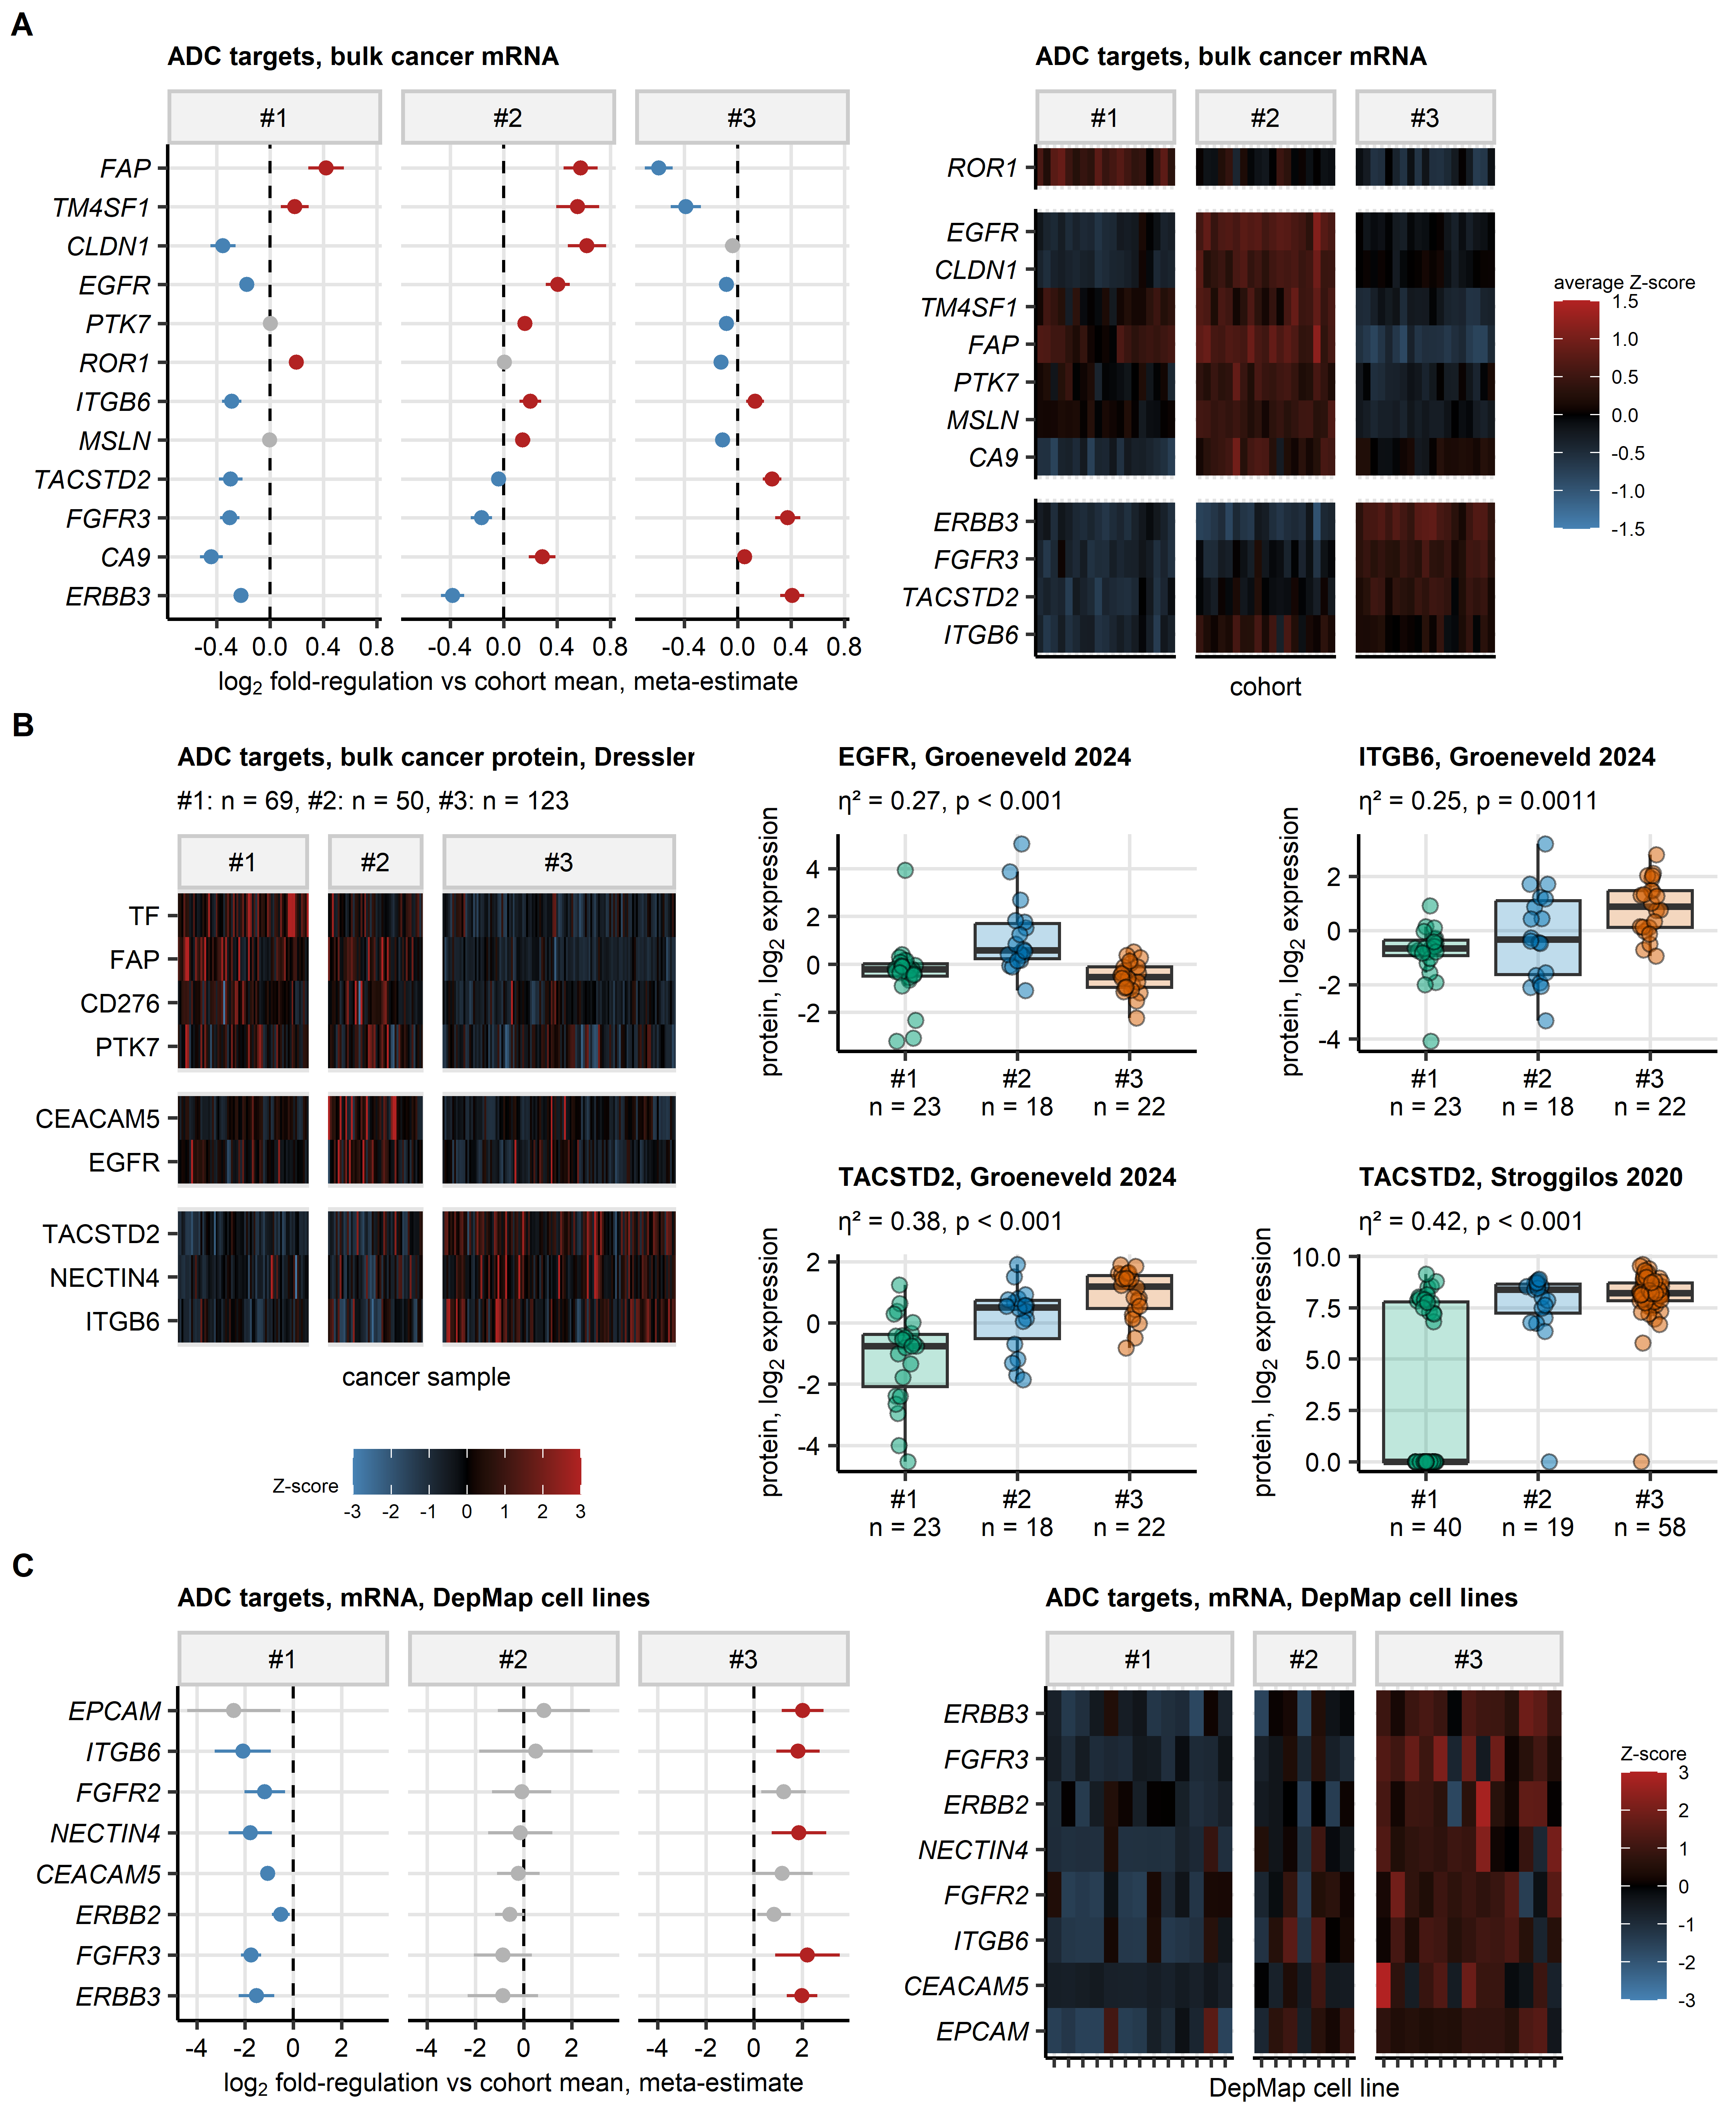 A
ADC targets, bulk cancer mRNA
#1
#2
#3
FAP
TM4SF1
CLDN1
EGFR
PTK7
ROR1
ITGB6
MSLN
TACSTD2
FGFR3
CA9
ERBB3
-0.4 0.0 0.4 0.8
-0.4 0.0 0.4 0.8
-0.4 0.0 0.4 0.8
log2 fold-regulation vs cohort mean, meta-estimate
ADC targets, bulk cancer mRNA
#1
#2
#3
ROR1
EGFR
CLDN1
TM4SF1
FAP
PTK7
MSLN
CA9
ERBB3
FGFR3
TACSTD2
ITGB6
cohort
average Z-score
1.5
1.0
0.5
0.0
-0.5
-1.0
-1.5
B
ADC targets, bulk cancer protein, Dressler
#1: n = 69, #2: n = 50, #3: n = 123
#1
#2
#3
TF
FAP
CD276
PTK7
CEACAM5
EGFR
TACSTD2
NECTIN4
ITGB6
cancer sample
Z-score
-3 -2 -1 0 1 2 3
EGFR, Groeneveld 2024
η² = 0.27, p < 0.001
protein, log2 expression
4
2
0
-2
#1 #2 #3
n = 23 n = 18 n = 22
ITGB6, Groeneveld 2024
η² = 0.25, p = 0.0011
protein, log2 expression
2
0
-2
-4
#1 #2 #3
n = 23 n = 18 n = 22
TACSTD2, Groeneveld 2024
η² = 0.38, p < 0.001
protein, log2 expression
2
0
-2
-4
#1 #2 #3
n = 23 n = 18 n = 22
TACSTD2, Stroggilos 2020
η² = 0.42, p < 0.001
protein, log2 expression
10.0
7.5
5.0
2.5
0.0
#1 #2 #3
n = 40 n = 19 n = 58
C
ADC targets, mRNA, DepMap cell lines
#1
#2
#3
EPCAM
ITGB6
FGFR2
NECTIN4
CEACAM5
ERBB2
FGFR3
ERBB3
-4 -2 0 2
-4 -2 0 2
-4 -2 0 2
log2 fold-regulation vs cohort mean, meta-estimate
ADC targets, mRNA, DepMap cell lines
#1
#2
#3
ERBB3
FGFR3
ERBB2
NECTIN4
FGFR2
ITGB6
CEACAM5
EPCAM
DepMap cell line
Z-score
3
2
1
0
-1
-2
-3